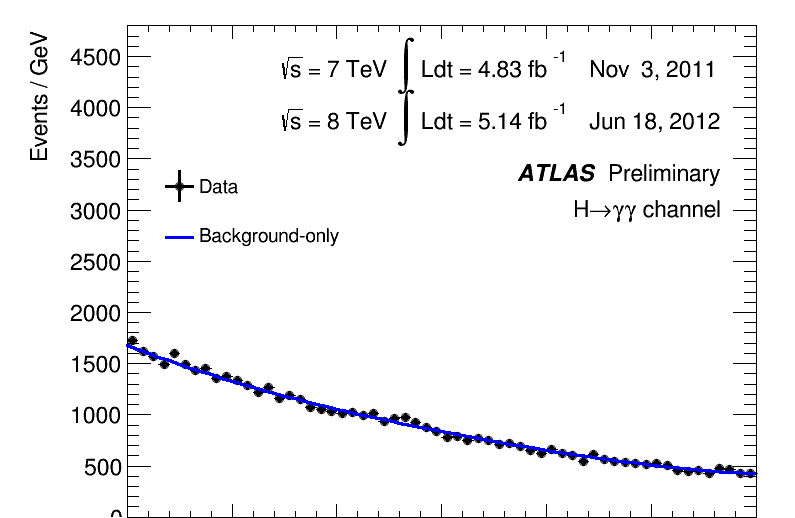 Events / GeV
4500
4000
3500
3000
2500
2000
1500
1000
500
0
√s = 7 TeV ∫ Ldt = 4.83 fb⁻¹ Nov 3, 2011
√s = 8 TeV ∫ Ldt = 5.14 fb⁻¹ Jun 18, 2012
ATLAS Preliminary
H→γγ channel
Data
Background-only